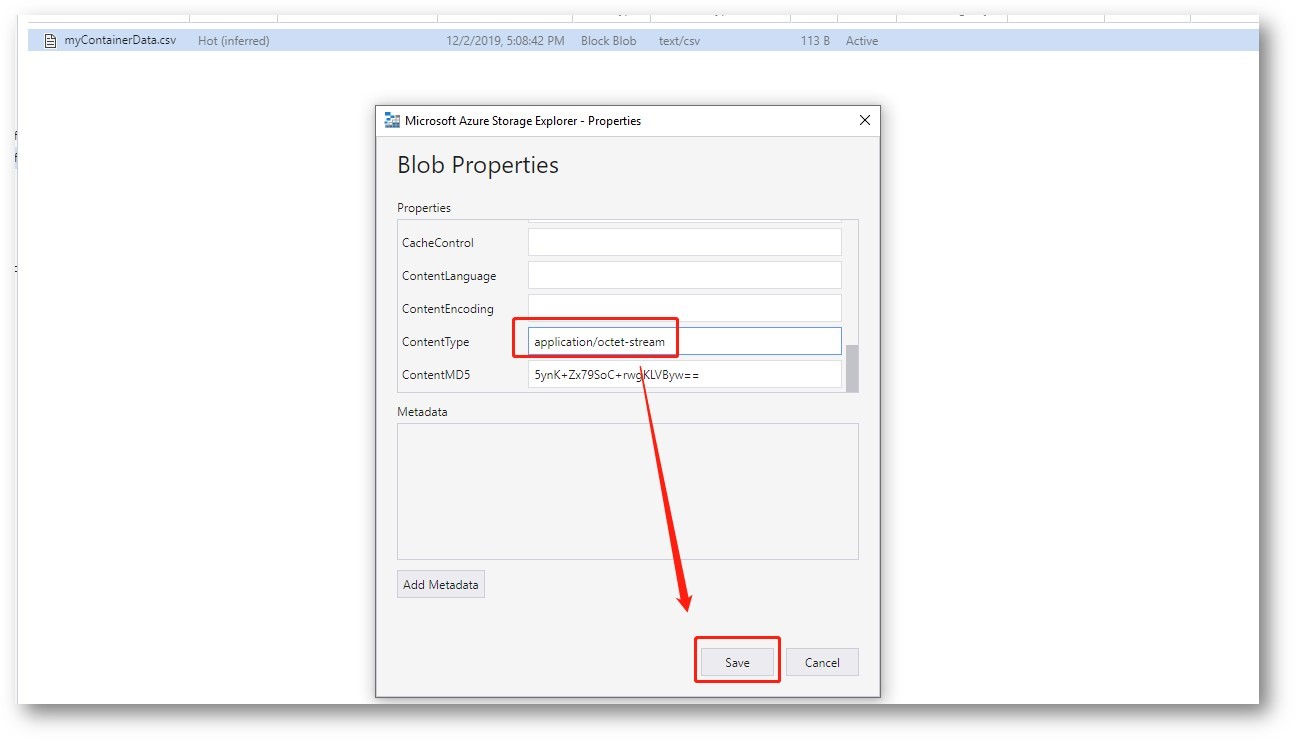 myContainerData.csv Hot (inferred) 12/2/2019, 5:08:42 PM Block Blob text/csv 113 B Active
Microsoft Azure Storage Explorer - Properties
Blob Properties
Properties
CacheControl
ContentLanguage
ContentEncoding
ContentType application/octet-stream
ContentMD5 5ynK+Zx79SoC+rwgKLVByw==
Metadata
Add Metadata
Save Cancel